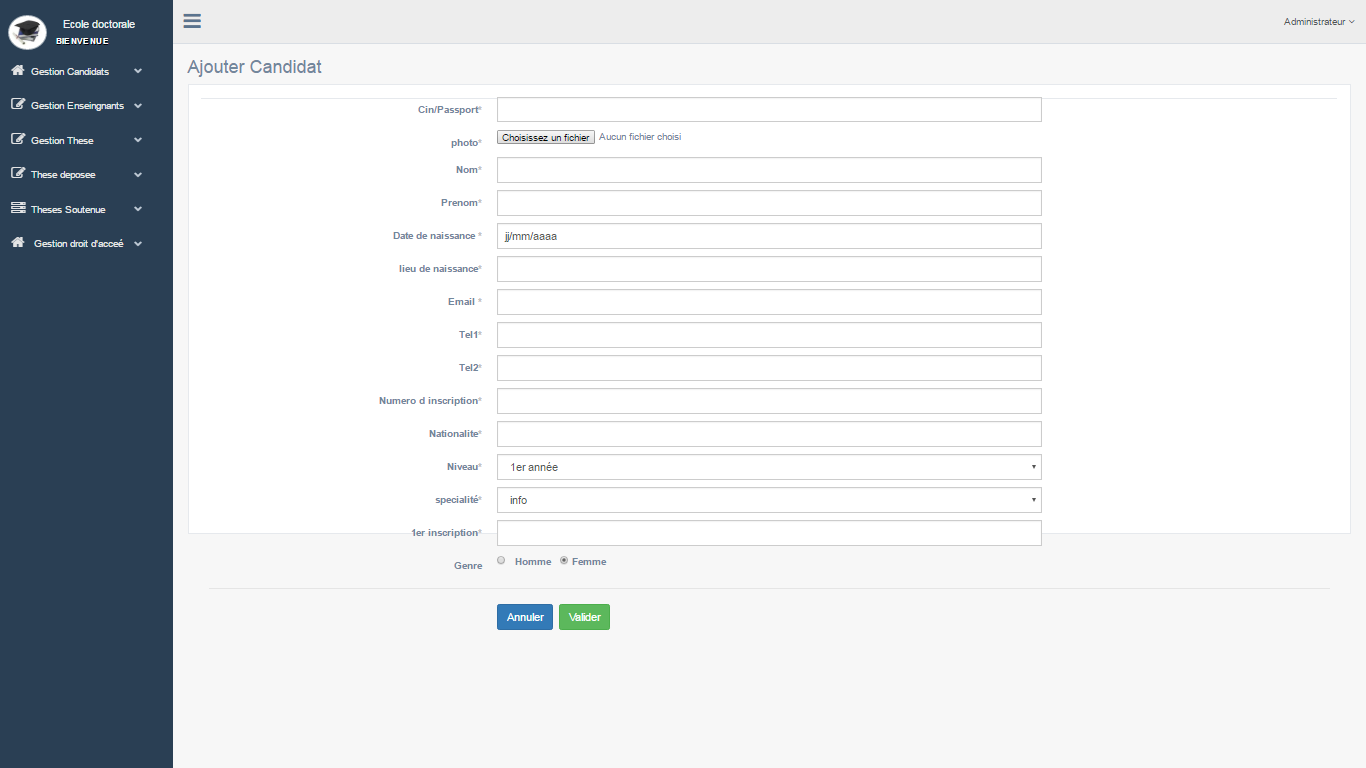 Ecole doctorale
BIENVENUE
Gestion Candidats
Gestion Enseingnants
Gestion These
These deposee
Theses Soutenue
Gestion droit d'acceé
Administrateur
Ajouter Candidat
Cin/Passport*
photo* Choisissez un fichier Aucun fichier choisi
Nom*
Prenom*
Date de naissance * jj/mm/aaaa
lieu de naissance*
Email *
Tel1*
Tel2*
Numero d inscription*
Nationalite*
Niveau* 1er année
specialité* info
1er inscription*
Genre Homme Femme
Annuler Valider